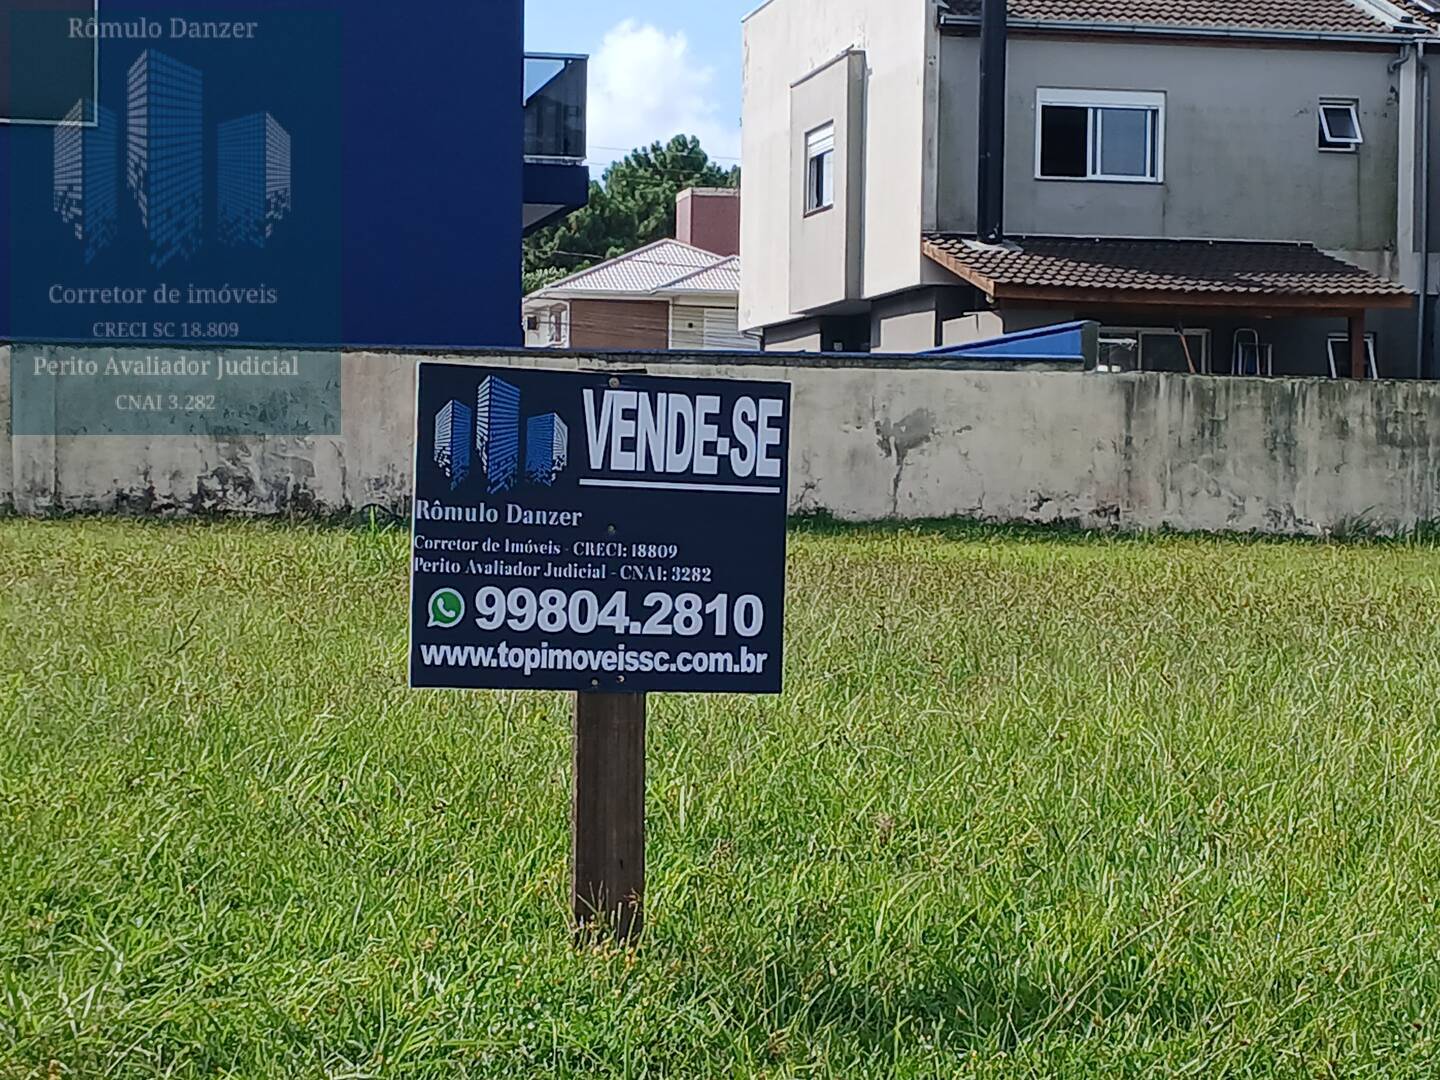 Rômulo Danzer
Corretor de imóveis
CRECI SC 18.809
Perito Avaliador Judicial
CNAI 3.282
VENDE-SE
Rômulo Danzer
Corretor de Imóveis - CRECI: 18809
Perito Avaliador Judicial - CNAI: 3282
99804.2810
www.topimoveissc.com.br